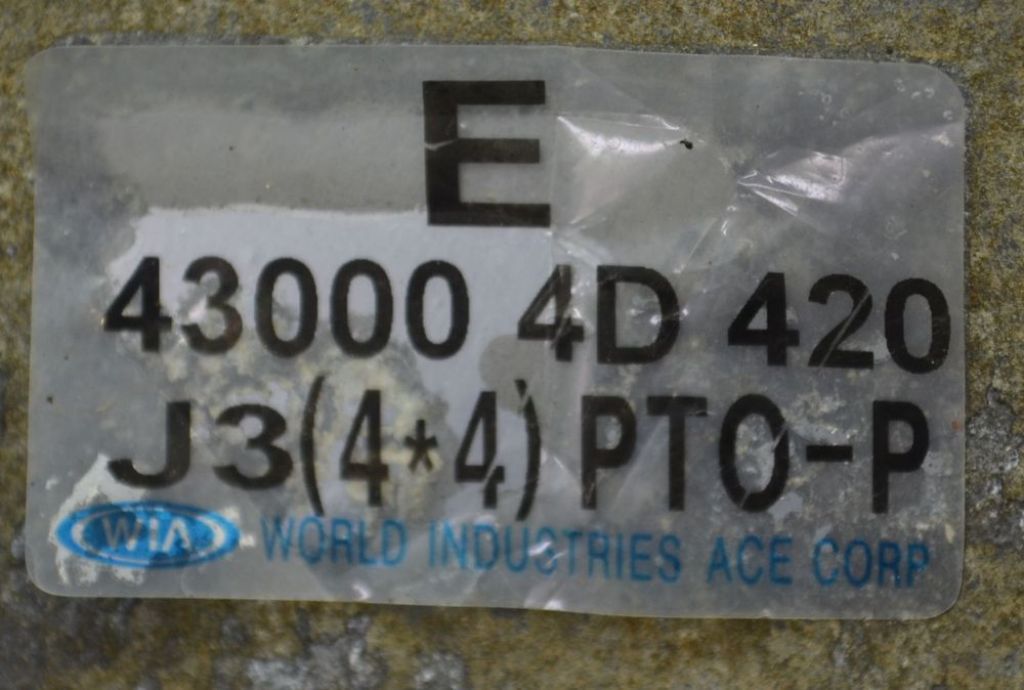 E
43000 4D 420
J3(4*4) PTO-P
WIA WORLD INDUSTRIES ACE CORP